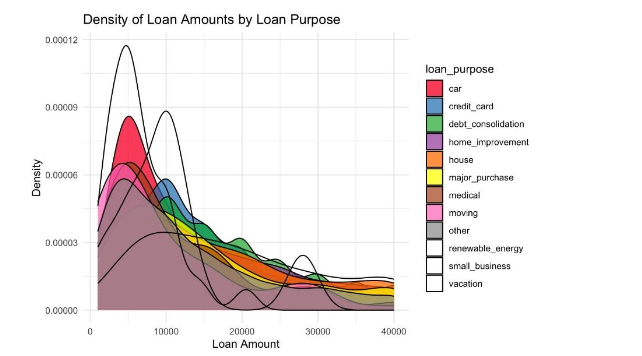 Density of Loan Amounts by Loan Purpose
0.00012
0.00009
0.00006
0.00003
0.00000
Density
0
10000
20000
30000
40000
Loan Amount
loan_purpose
car
credit_card
debt_consolidation
home_improvement
house
major_purchase
medical
moving
other
renewable_energy
small_business
vacation